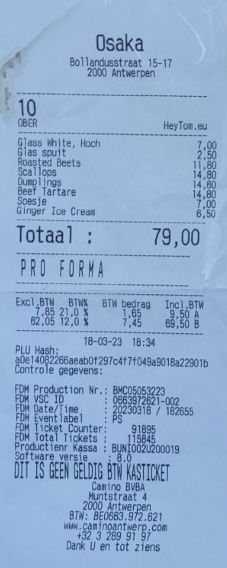 Osaka
Bollandusstraat 15-17
2000 Antwerpen
10
OBER HeyTom.eu
Glass White, Hoch 7,00
Glas spuit 2,50
Roasted Beets 11,80
Scallops 14,80
Dumplings 14,60
Beef Tartare 14,80
Soesje 7,00
Ginger Ice Cream 6,50
Totaal : 79,00
PRO FORMA
Excl.BTW BTW% BTW bedrag Incl.BTW
7.85 21,0 % 1,65 9,50 A
62,05 12,0 % 7,45 69,50 B
18-03-23 18:34
PLU Hash:
a0e14082266aeab0f297c4f7f049a9018a22901b
Controle gegevens:
FDM Production Nr.: BMC05053223
FDM VSC ID : 0663972621-002
FDM Date/Time : 20230318 / 182655
FDM Eventlabel : PS
FDM Ticket Counter: 91895
FDM Total Tickets : 115845
Productienr Kassa : BUNI002U200019
Software versie : 8.0
DIT IS GEEN GELDIG BTW KASTICKET
Camino BVBA
Muntstraat 4
2000 Antwerpen
BTW: BE0663.972.621
www.caminoantwerp.com
+32 3 289 91 97
Dank U en tot ziens